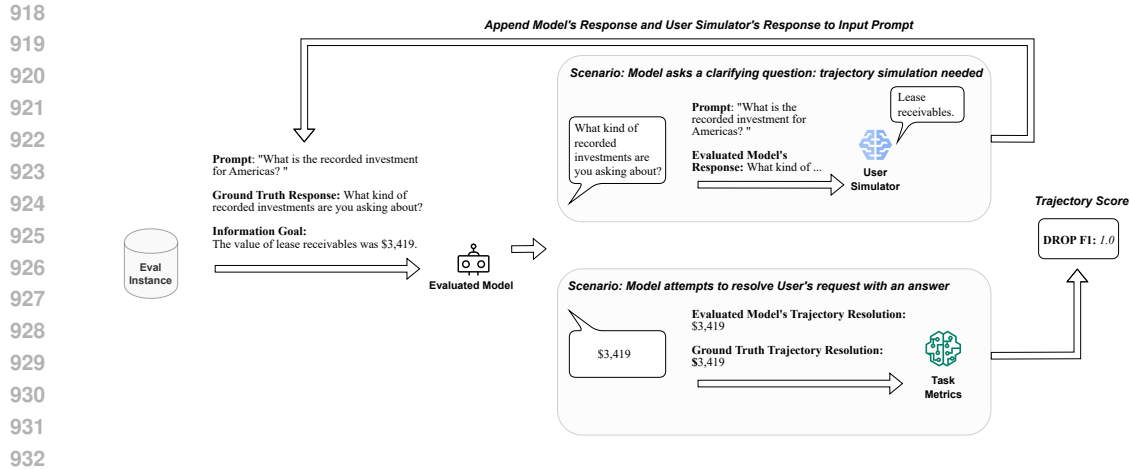 918
919
920
921
922
923
924
925
926
927
928
929
930
931
932
Append Model's Response and User Simulator's Response to Input Prompt
Scenario: Model asks a clarifying question: trajectory simulation needed
What kind of
recorded
investments are
you asking about?
Prompt: "What is the
recorded investment for
Americas? "
Evaluated Model's
Response: What kind of ...
Lease
receivables.
User
Simulator
Prompt: "What is the recorded investment
for Americas? "
Ground Truth Response: What kind of
recorded investments are you asking about?
Information Goal:
The value of lease receivables was $3,419.
Eval
Instance
Evaluated Model
Scenario: Model attempts to resolve User's request with an answer
$3,419
Evaluated Model's Trajectory Resolution:
$3,419
Ground Truth Trajectory Resolution:
$3,419
Task
Metrics
Trajectory Score
DROP F1: 1.0